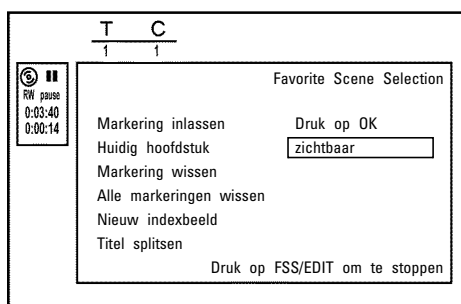 T C
1 1
RW pause
0:03:40
0:00:14
Favorite Scene Selection
Markering inlassen Druk op OK
Huidig hoofdstuk zichtbaar
Markering wissen
Alle markeringen wissen
Nieuw indexbeeld
Titel splitsen
Druk op FSS/EDIT om te stoppen